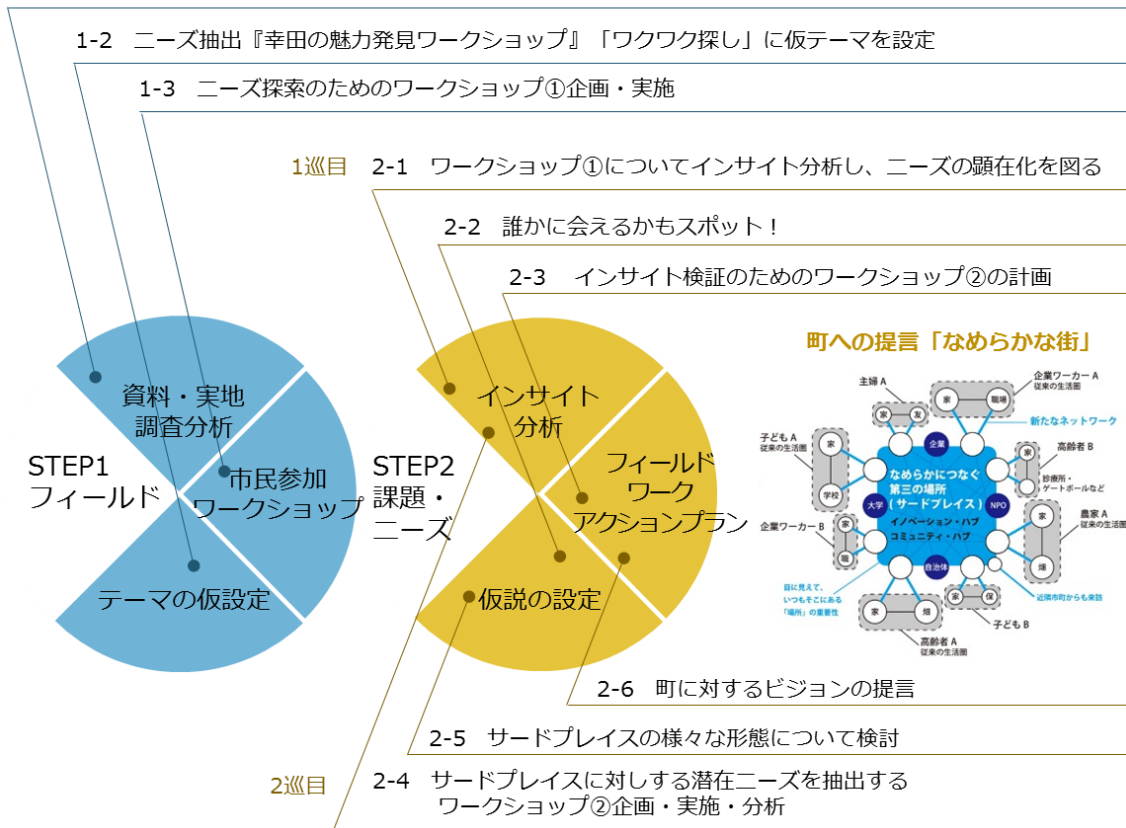 1-2 ニーズ抽出『幸田の魅力発見ワークショップ』「ワクワク探し」に仮テーマを設定
1-3 ニーズ探索のためのワークショップ①企画・実施
1巡目 2-1 ワークショップ①についてインサイト分析し、ニーズの顕在化を図る
2-2 誰かに会えるかもスポット！
2-3 インサイト検証のためのワークショップ②の計画
資料・実地
調査分析
STEP1
フィールド
市民参加
ワークショップ
テーマの仮設定
インサイト
分析
STEP2
課題・
ニーズ
フィールド
ワーク
アクションプラン
仮説の設定
町への提言「なめらかな街」
主婦 A
家
友
企業ワーカー A
従来の生活圏
家
職場
新たなネットワーク
子ども A
従来の生活圏
家
学校
企業
高齢者 B
家
診療所・
ゲートボールなど
なめらかにつなぐ
第三の場所
(サードプレイス)
イノベーション・ハブ
コミュニティ・ハブ
大学
NPO
自治体
企業ワーカー B
家
職
農家 A
従来の生活圏
家
畑
目に見えて、
いつもそこにある
「場所」の重要性
家
畑
高齢者 A
従来の生活圏
家
保
子ども B
近隣市町からも来訪
2-6 町に対するビジョンの提言
2-5 サードプレイスの様々な形態について検討
2巡目 2-4 サードプレイスに対しする潜在ニーズを抽出する
ワークショップ②企画・実施・分析